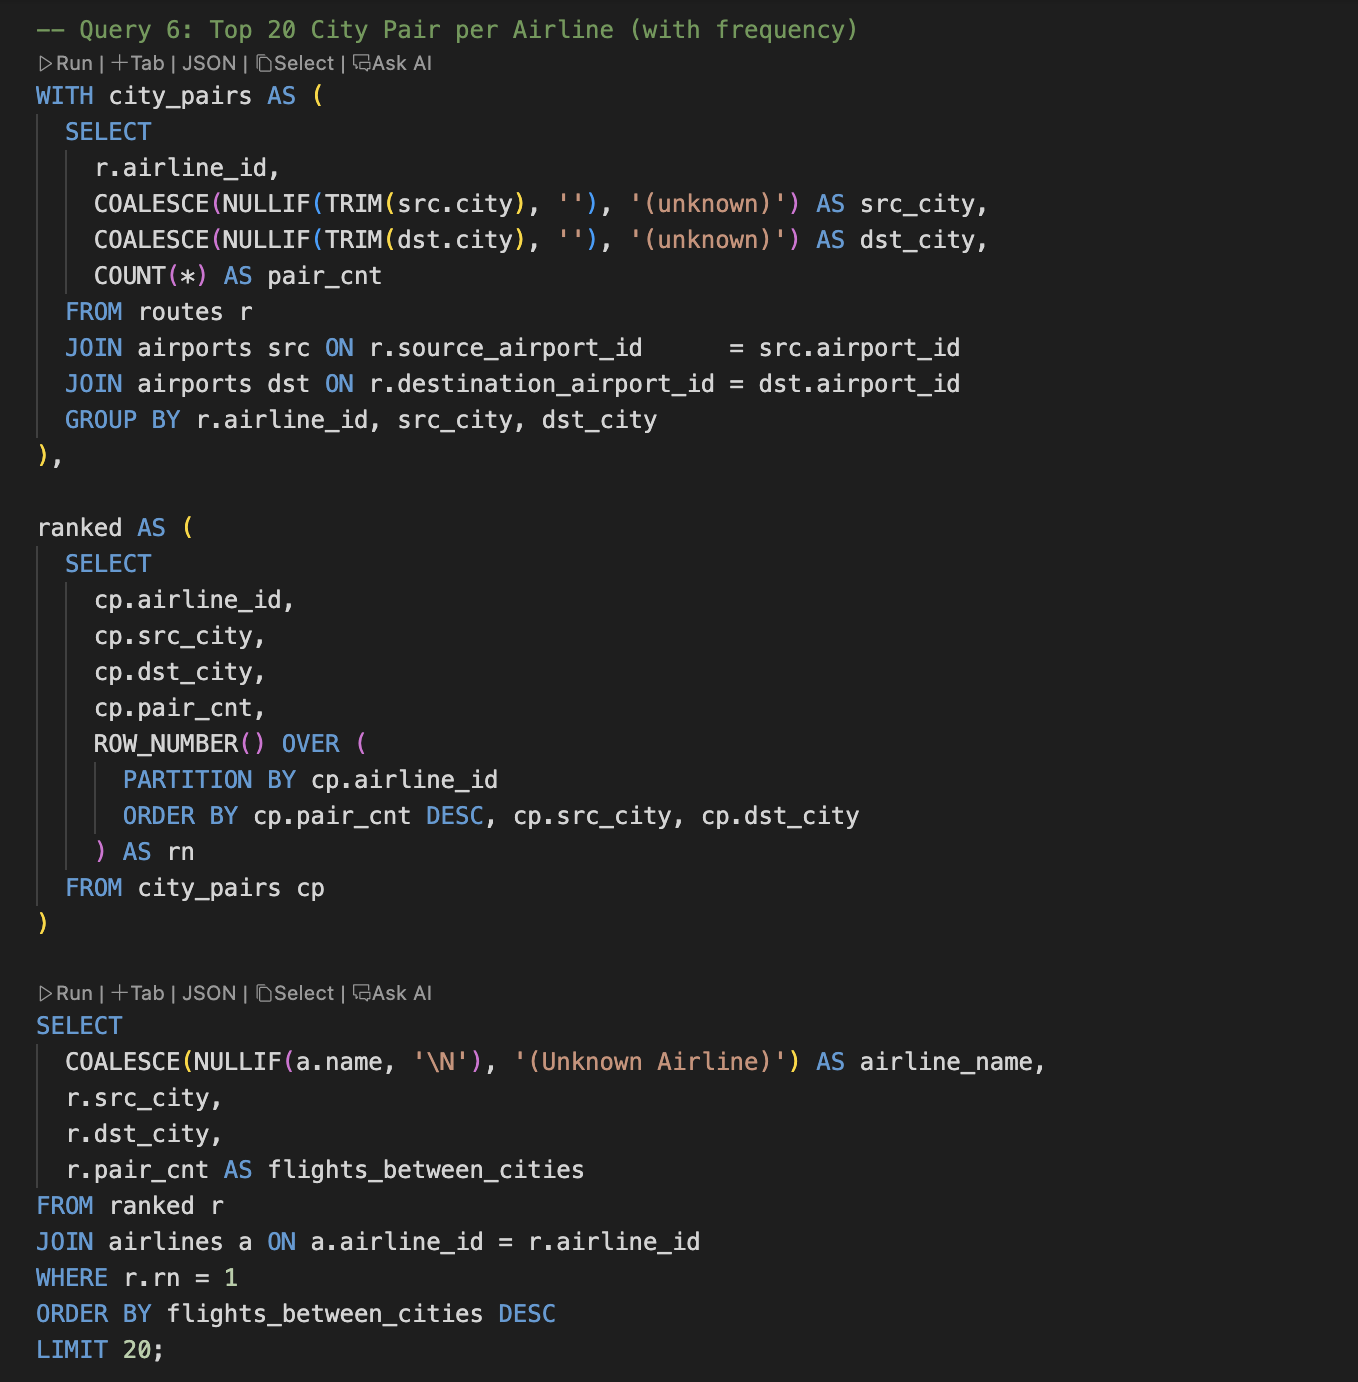 -- Query 6: Top 20 City Pair per Airline (with frequency)
Run | Tab | JSON | Select | Ask AI
WITH city_pairs AS (
  SELECT
    r.airline_id,
    COALESCE(NULLIF(TRIM(src.city), ''), '(unknown)') AS src_city,
    COALESCE(NULLIF(TRIM(dst.city), ''), '(unknown)') AS dst_city,
    COUNT(*) AS pair_cnt
  FROM routes r
  JOIN airports src ON r.source_airport_id      = src.airport_id
  JOIN airports dst ON r.destination_airport_id = dst.airport_id
  GROUP BY r.airline_id, src_city, dst_city
),
ranked AS (
  SELECT
    cp.airline_id,
    cp.src_city,
    cp.dst_city,
    cp.pair_cnt,
    ROW_NUMBER() OVER (
      PARTITION BY cp.airline_id
      ORDER BY cp.pair_cnt DESC, cp.src_city, cp.dst_city
    ) AS rn
  FROM city_pairs cp
)
Run | Tab | JSON | Select | Ask AI
SELECT
  COALESCE(NULLIF(a.name, '\N'), '(Unknown Airline)') AS airline_name,
  r.src_city,
  r.dst_city,
  r.pair_cnt AS flights_between_cities
FROM ranked r
JOIN airlines a ON a.airline_id = r.airline_id
WHERE r.rn = 1
ORDER BY flights_between_cities DESC
LIMIT 20;